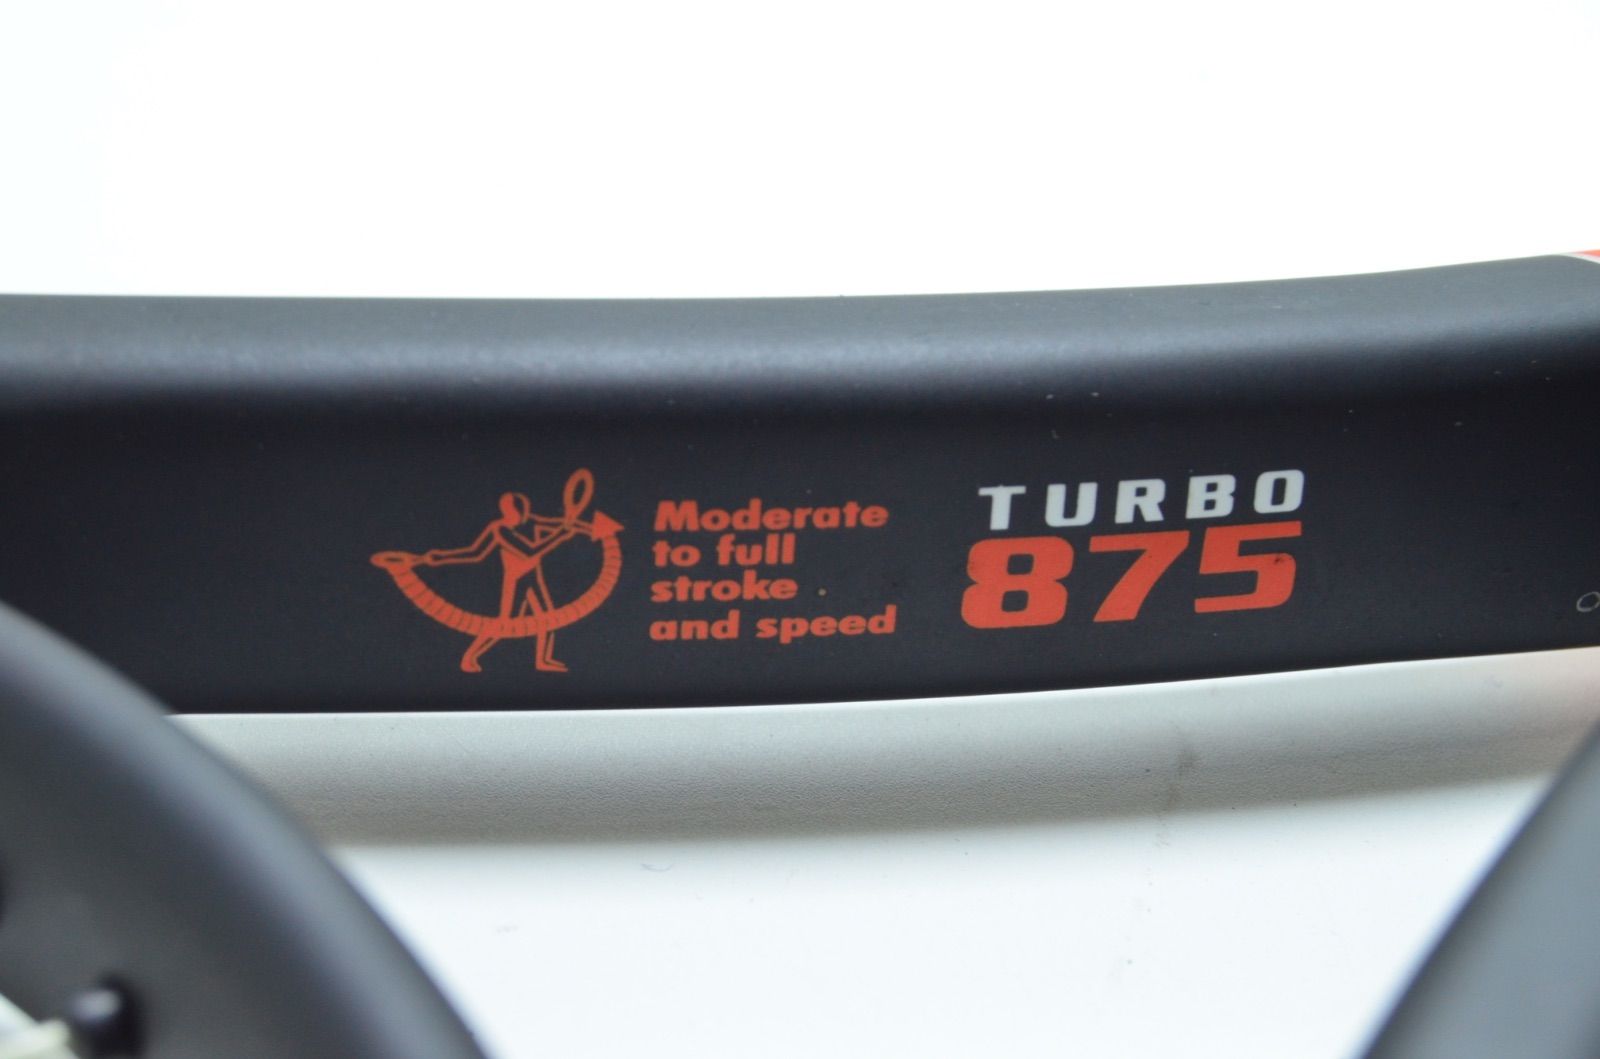 Moderate
to full
stroke
and speed
TURBO
875